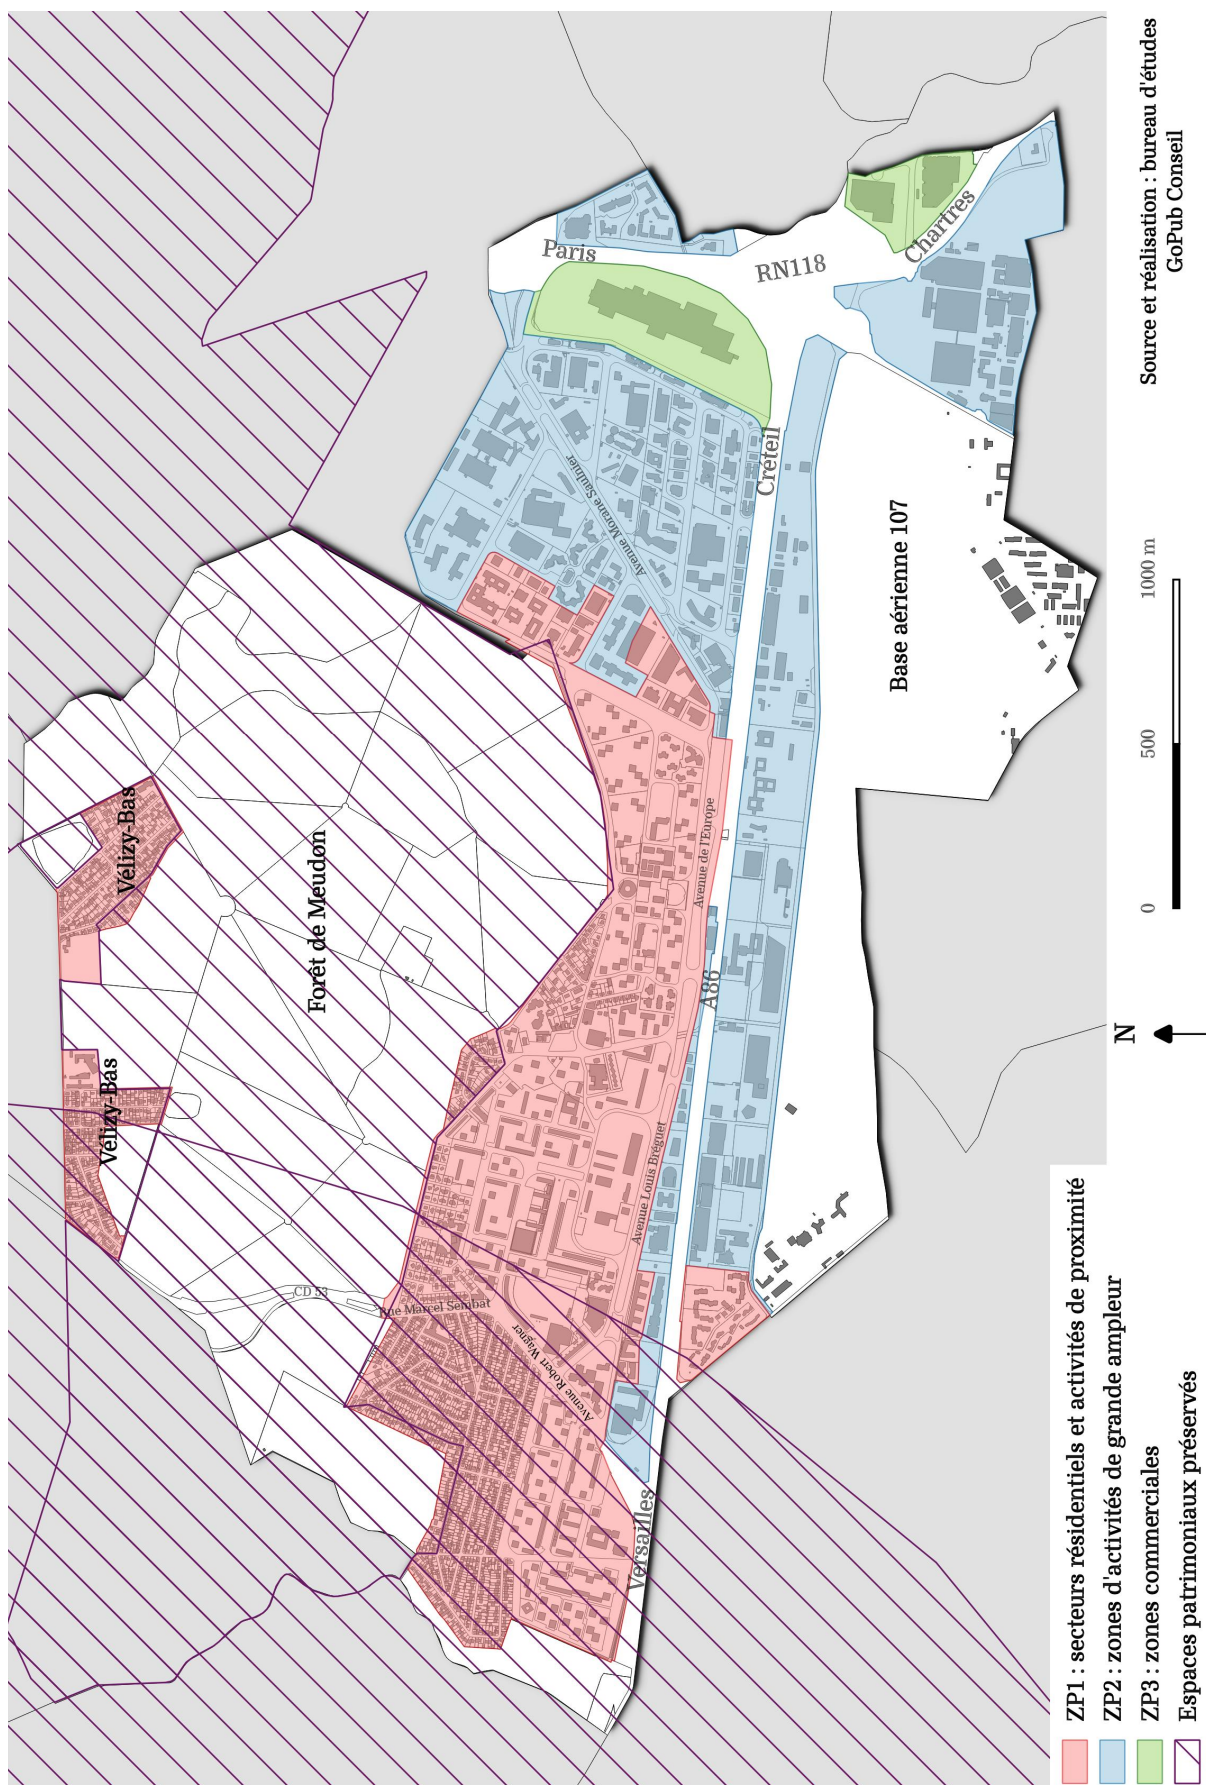 Vélizy-Bas
Vélizy-Bas
Forêt de Meudon
CD 53
Rue Marcel Sembat
Avenue Robert Wagner
Avenue Louis Bréguet
Avenue de l'Europe
Avenue Morane Saulnier
Paris
RN118
Chartres
Créteil
A86
Versailles
Base aérienne 107
ZP1 : secteurs résidentiels et activités de proximité
ZP2 : zones d'activités de grande ampleur
ZP3 : zones commerciales
Espaces patrimoniaux préservés
N
0 500 1000 m
Source et réalisation : bureau d'études
GoPub Conseil